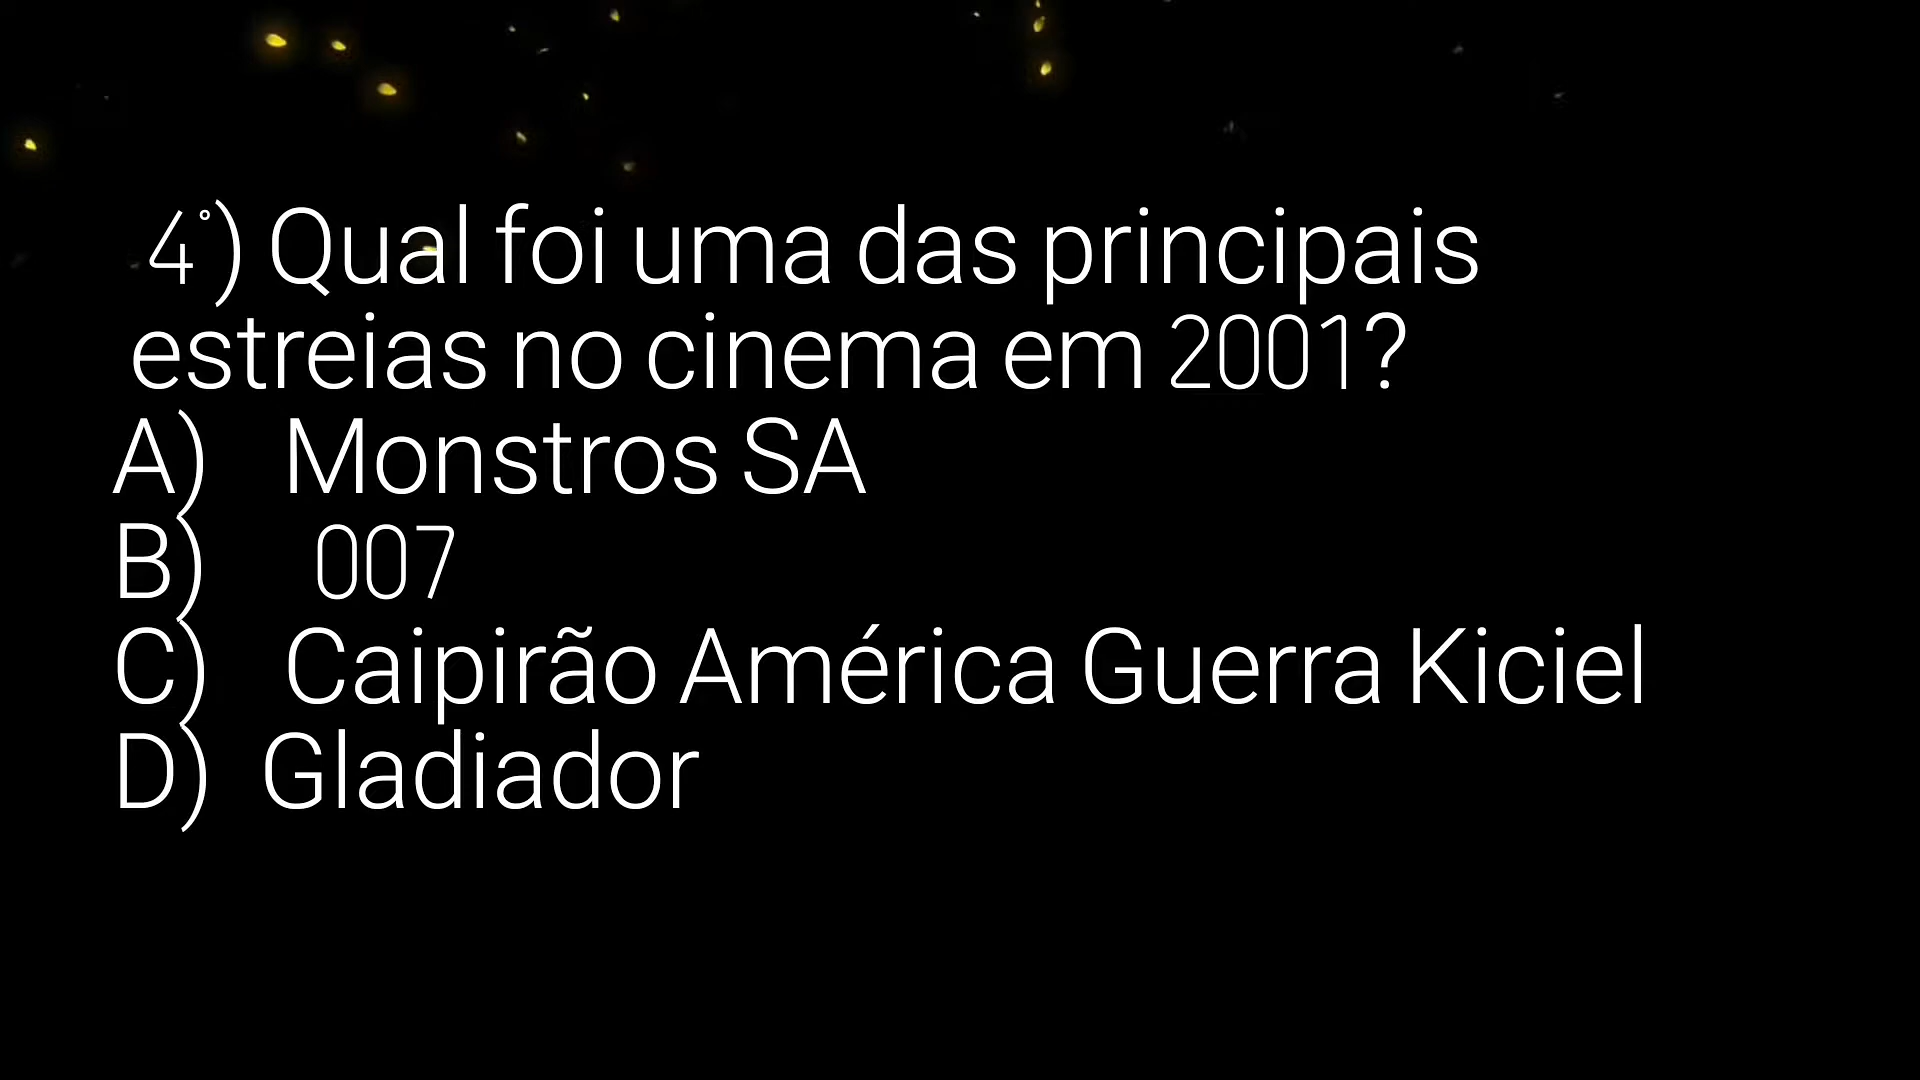 4°) Qual foi uma das principais
estreias no cinema em 2001?
A) Monstros SA
B) 007
C) Caipirão América Guerra Kiciel
D) Gladiador